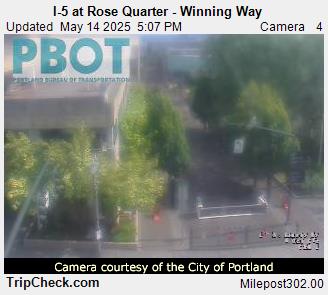 I-5 at Rose Quarter - Winning Way
Updated May 14 2025 5:07 PM Camera 4
PBOT
PORTLAND BUREAU OF TRANSPORTATION
Camera courtesy of the City of Portland
TripCheck.com Milepost302.00